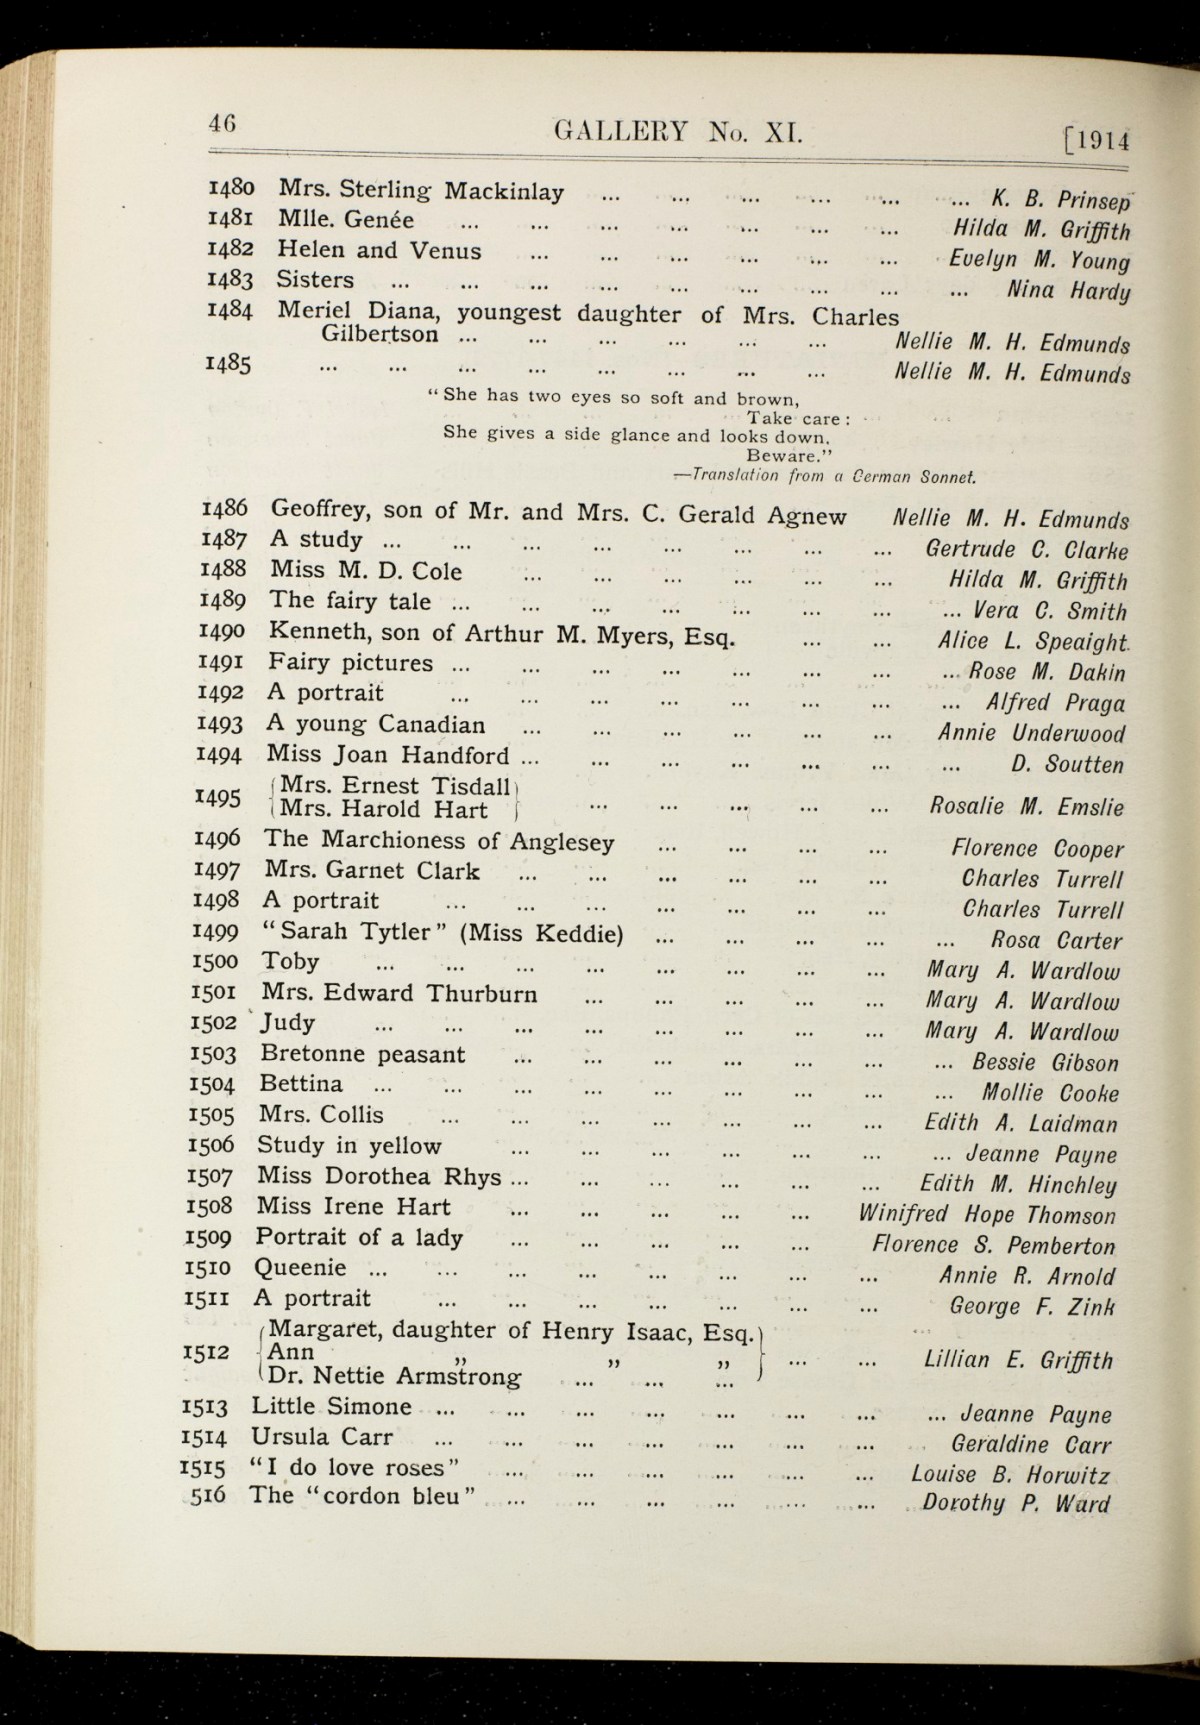 46 GALLERY No. XI. [1914
1480 Mrs. Sterling Mackinlay ... ... ... ... ... ... K. B. Prinsep
1481 Mlle. Genée ... ... ... ... ... ... ... Hilda M. Griffith
1482 Helen and Venus ... ... ... ... ... ... Evelyn M. Young
1483 Sisters ... ... ... ... ... ... ... ... ... Nina Hardy
1484 Meriel Diana, youngest daughter of Mrs. Charles
Gilbertson ... ... ... ... ... ... Nellie M. H. Edmunds
1485 ... ... ... ... ... ... ... ... Nellie M. H. Edmunds
“She has two eyes so soft and brown,
Take care:
She gives a side glance and looks down.
Beware.”
—Translation from a German Sonnet.
1486 Geoffrey, son of Mr. and Mrs. C. Gerald Agnew Nellie M. H. Edmunds
1487 A study ... ... ... ... ... ... ... ... Gertrude C. Clarke
1488 Miss M. D. Cole ... ... ... ... ... ... Hilda M. Griffith
1489 The fairy tale ... ... ... ... ... ... ... ... Vera C. Smith
1490 Kenneth, son of Arthur M. Myers, Esq. ... ... Alice L. Speaight
1491 Fairy pictures ... ... ... ... ... ... ... ... Rose M. Dakin
1492 A portrait ... ... ... ... ... ... ... ... Alfred Praga
1493 A young Canadian ... ... ... ... ... ... Annie Underwood
1494 Miss Joan Handford ... ... ... ... ... ... ... D. Soutten
1495 {Mrs. Ernest Tisdall}
{Mrs. Harold Hart } ... ... ... ... ... Rosalie M. Emslie
1496 The Marchioness of Anglesey ... ... ... ... Florence Cooper
1497 Mrs. Garnet Clark ... ... ... ... ... ... Charles Turrell
1498 A portrait ... ... ... ... ... ... ... Charles Turrell
1499 “Sarah Tytler” (Miss Keddie) ... ... ... ... ... Rosa Carter
1500 Toby ... ... ... ... ... ... ... ... Mary A. Wardlow
1501 Mrs. Edward Thurburn ... ... ... ... ... Mary A. Wardlow
1502 Judy ... ... ... ... ... ... ... ... Mary A. Wardlow
1503 Bretonne peasant ... ... ... ... ... ... ... Bessie Gibson
1504 Bettina ... ... ... ... ... ... ... ... ... Mollie Cooke
1505 Mrs. Collis ... ... ... ... ... ... ... Edith A. Laidman
1506 Study in yellow ... ... ... ... ... ... ... Jeanne Payne
1507 Miss Dorothea Rhys ... ... ... ... ... ... Edith M. Hinchley
1508 Miss Irene Hart ... ... ... ... ... Winifred Hope Thomson
1509 Portrait of a lady ... ... ... ... ... Florence S. Pemberton
1510 Queenie ... ... ... ... ... ... ... ... Annie R. Arnold
1511 A portrait ... ... ... ... ... ... ... George F. Zink
{Margaret, daughter of Henry Isaac, Esq.}
1512 {Ann ,, ,, ,, } ... ... Lillian E. Griffith
{Dr. Nettie Armstrong ... ... ... }
1513 Little Simone ... ... ... ... ... ... ... ... Jeanne Payne
1514 Ursula Carr ... ... ... ... ... ... ... Geraldine Carr
1515 “I do love roses” ... ... ... ... ... ... Louise B. Horwitz
516 The “cordon bleu” ... ... ... ... ... ... Dorothy P. Ward